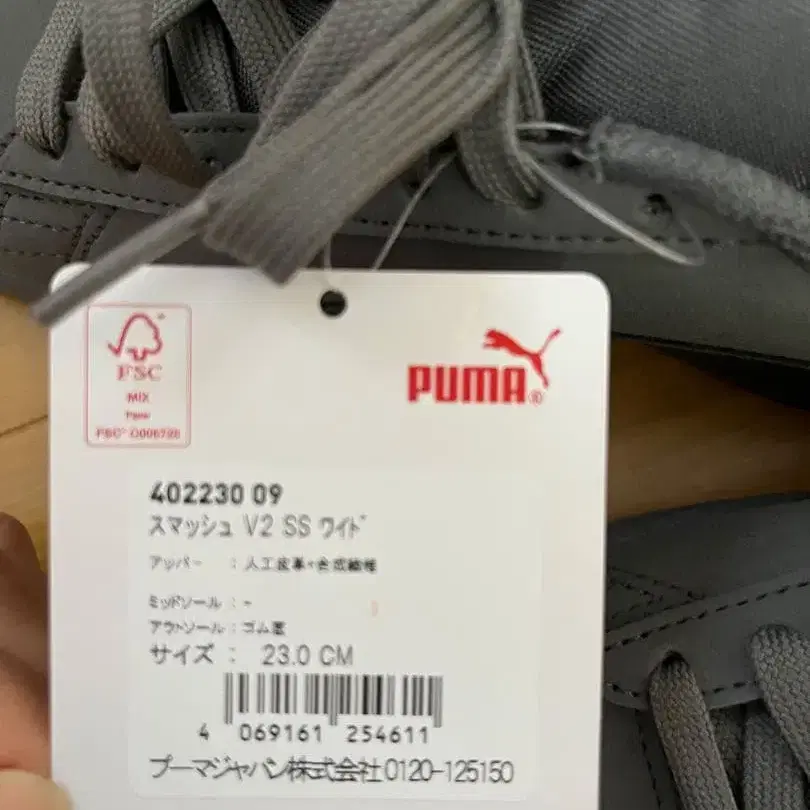 FSC
MIX
Paper
PUMA®
402230 09
スマッシュ V2 SS ワイド
アッパー : 人工皮革・合成繊維
ミッドソール : -
アウトソール : ゴム底
サイズ : 23.0 CM
4 069161 254611
プーマジャパン株式会社 0120-125150